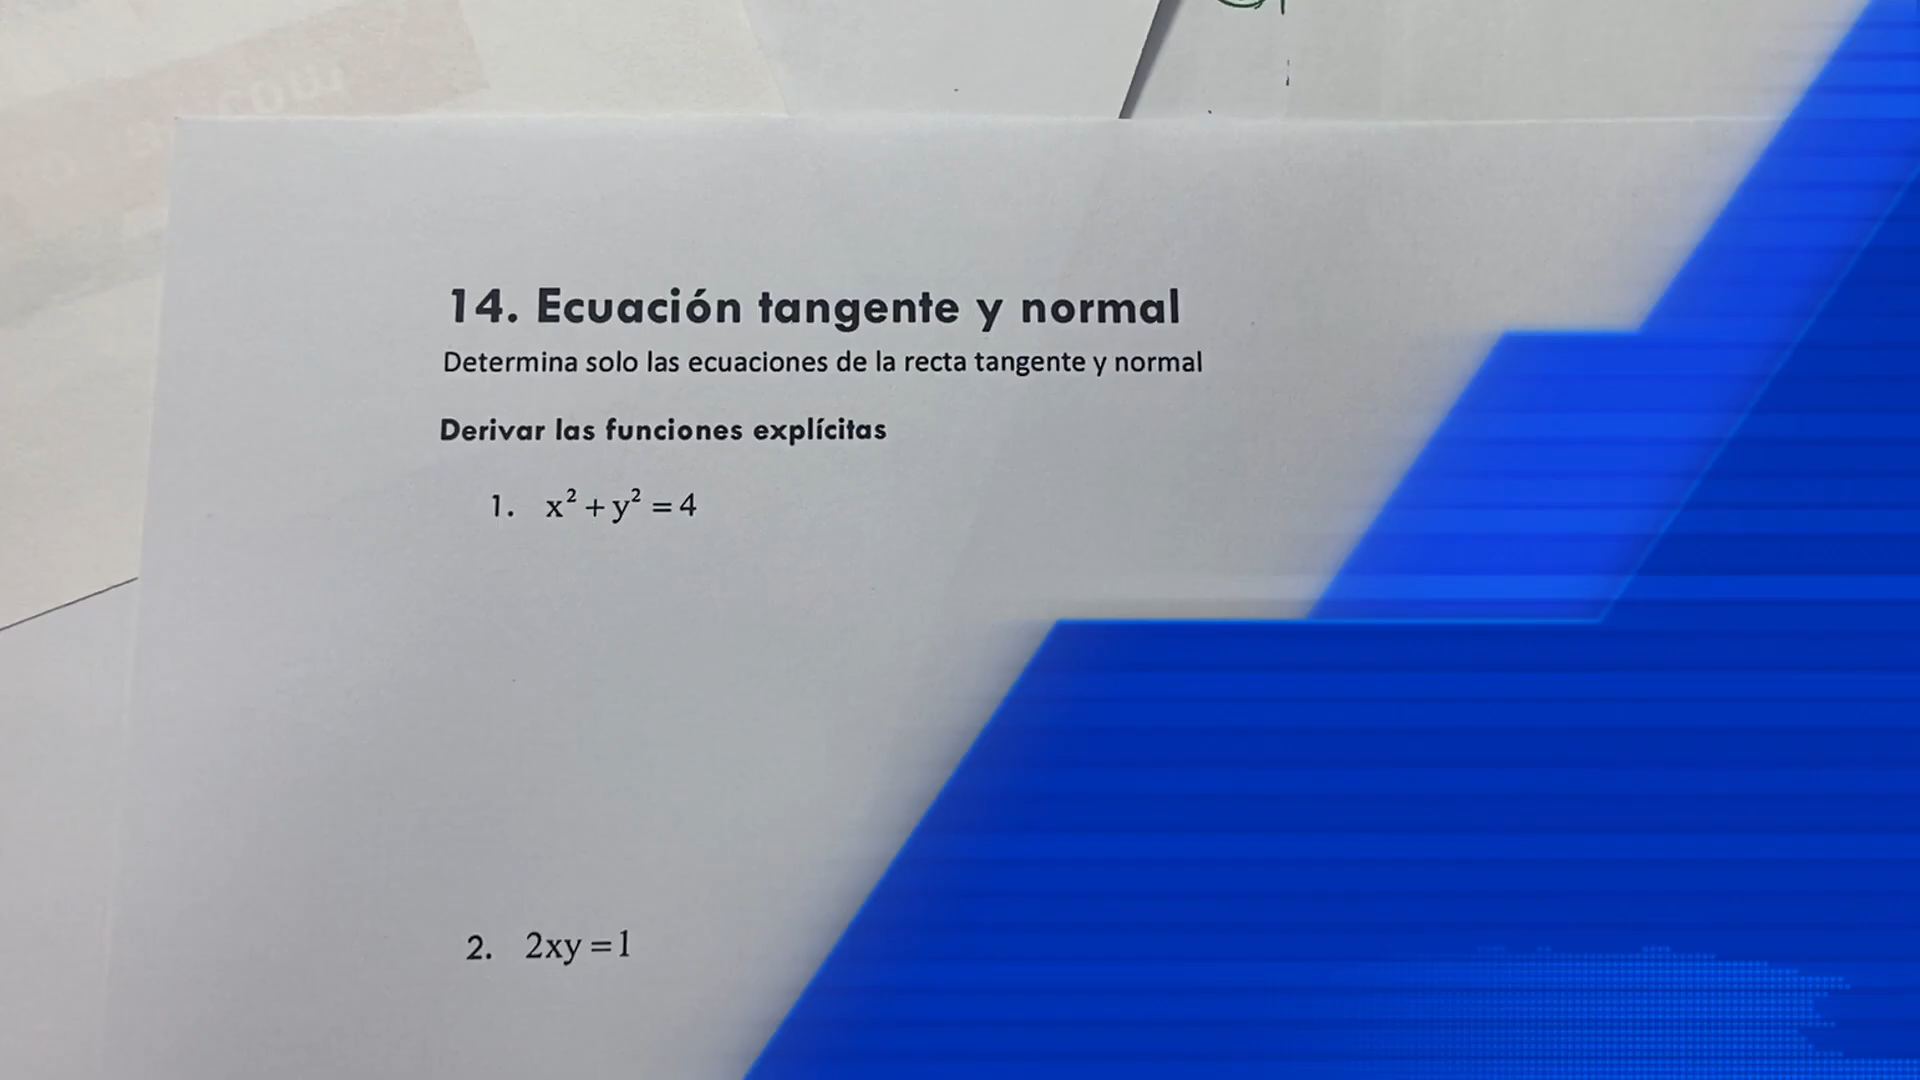 .com
14. Ecuación tangente y normal
Determina solo las ecuaciones de la recta tangente y normal
Derivar las funciones explícitas
1. x² + y² = 4
2. 2xy = 1